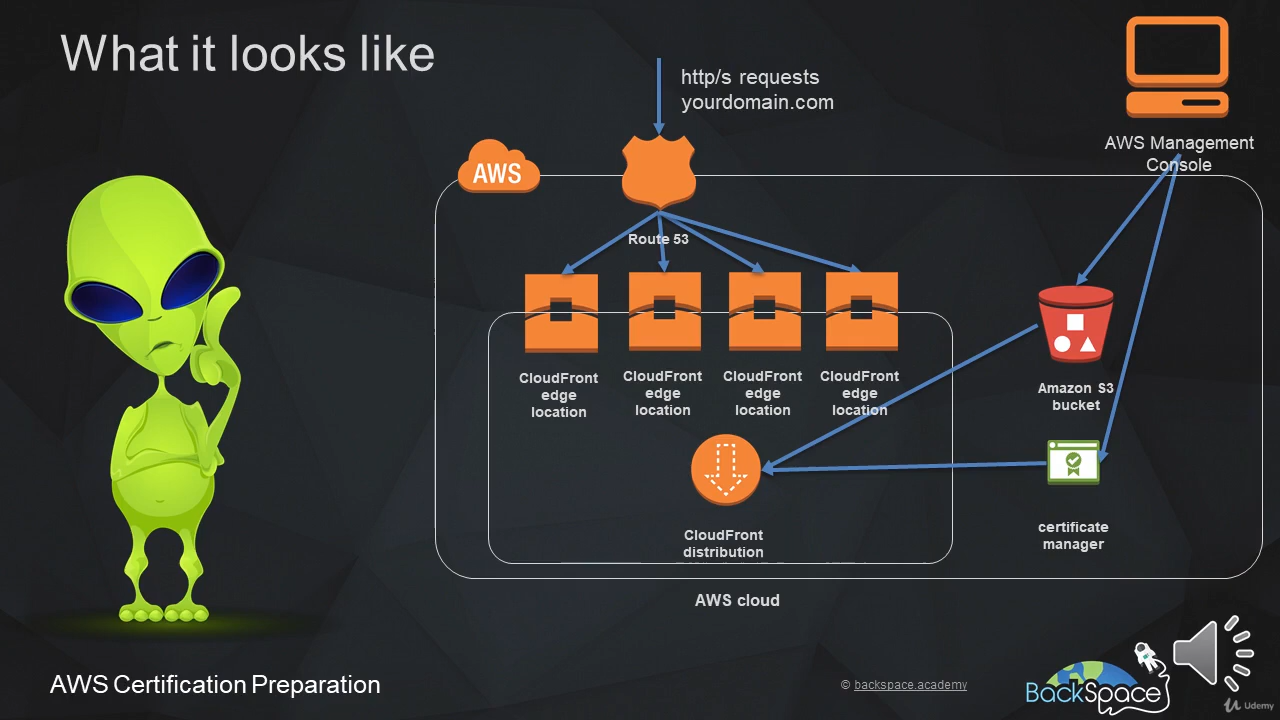 What it looks like
http/s requests
yourdomain.com
AWS Management
Console
AWS
Route 53
CloudFront
edge
location
CloudFront
edge
location
CloudFront
edge
location
CloudFront
edge
location
Amazon S3
bucket
CloudFront
distribution
certificate
manager
AWS cloud
AWS Certification Preparation
© backspace.academy
BackSpace
Udemy